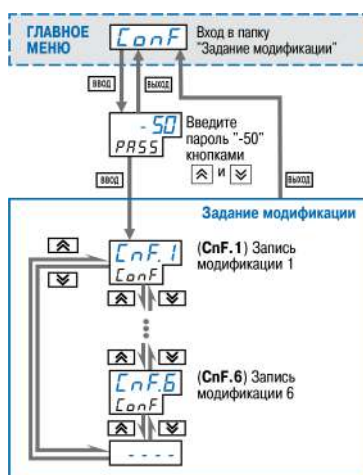 ГЛАВНОЕ МЕНЮ
ConF
Вход в папку
"Задание модификации"
ВВОД
ВЫХОД
-50
PASS
Введите
пароль "-50"
кнопками
и
ВВОД
ВЫХОД
Задание модификации
CnF.1
ConF
(CnF.1) Запись
модификации 1
CnF.6
ConF
(CnF.6) Запись
модификации 6
----